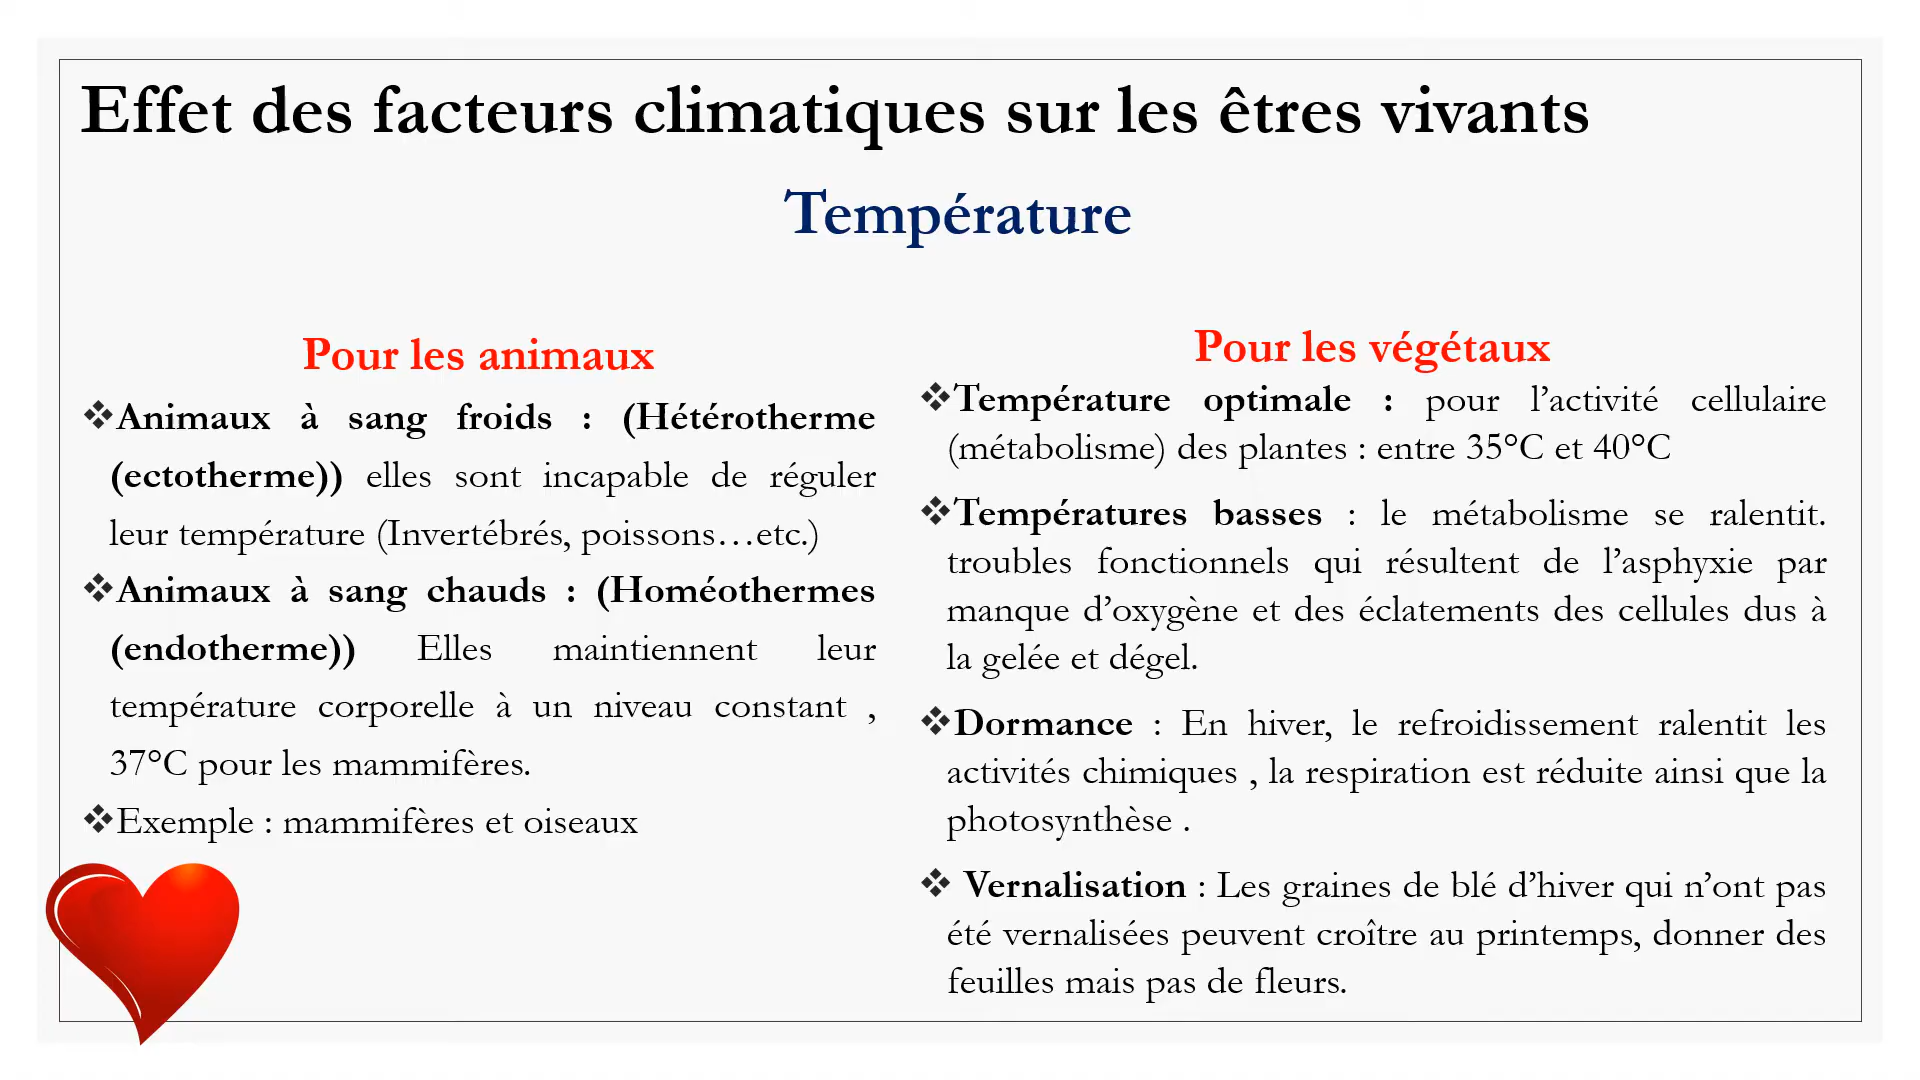 Effet des facteurs climatiques sur les êtres vivants
Température
Pour les animaux
❖Animaux à sang froids : (Hétérotherme
(ectotherme)) elles sont incapable de réguler
leur température (Invertébrés, poissons…etc.)
❖Animaux à sang chauds : (Homéothermes
(endotherme)) Elles maintiennent leur
température corporelle à un niveau constant ,
37°C pour les mammifères.
❖Exemple : mammifères et oiseaux
Pour les végétaux
❖Température optimale : pour l’activité cellulaire
(métabolisme) des plantes : entre 35°C et 40°C
❖Températures basses : le métabolisme se ralentit.
troubles fonctionnels qui résultent de l’asphyxie par
manque d’oxygène et des éclatements des cellules dus à
la gelée et dégel.
❖Dormance : En hiver, le refroidissement ralentit les
activités chimiques , la respiration est réduite ainsi que la
photosynthèse .
❖ Vernalisation : Les graines de blé d’hiver qui n’ont pas
été vernalisées peuvent croître au printemps, donner des
feuilles mais pas de fleurs.